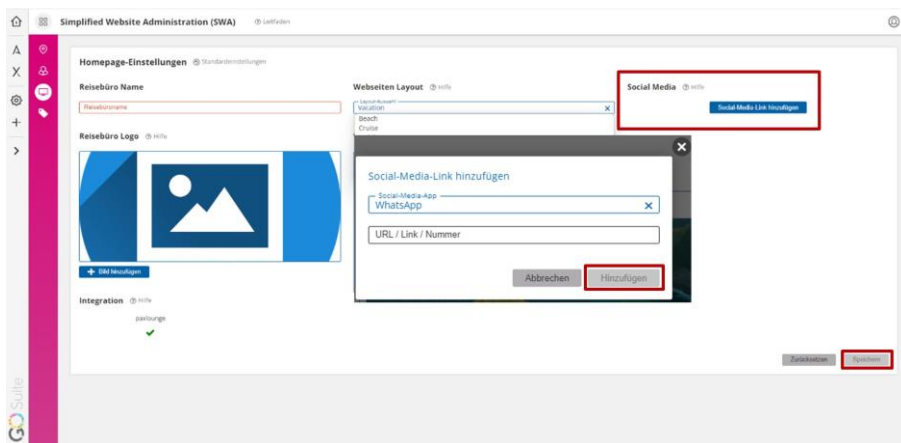 Simplified Website Administration (SWA)
Leitfaden
Homepage-Einstellungen
Standardeinstellungen
Reisebüro Name
Reisebüroname
Reisebüro Logo
Hilfe
Bild hinzufügen
Integration
Hilfe
paxlounge
Webseiten Layout
Hilfe
Vacation
Beach
Cruise
Social Media
Hilfe
Social-Media-Link hinzufügen
Social-Media-Link hinzufügen
Social-Media-App
WhatsApp
URL / Link / Nummer
Abbrechen
Hinzufügen
Zurücksetzen
Speichern
GO Suite